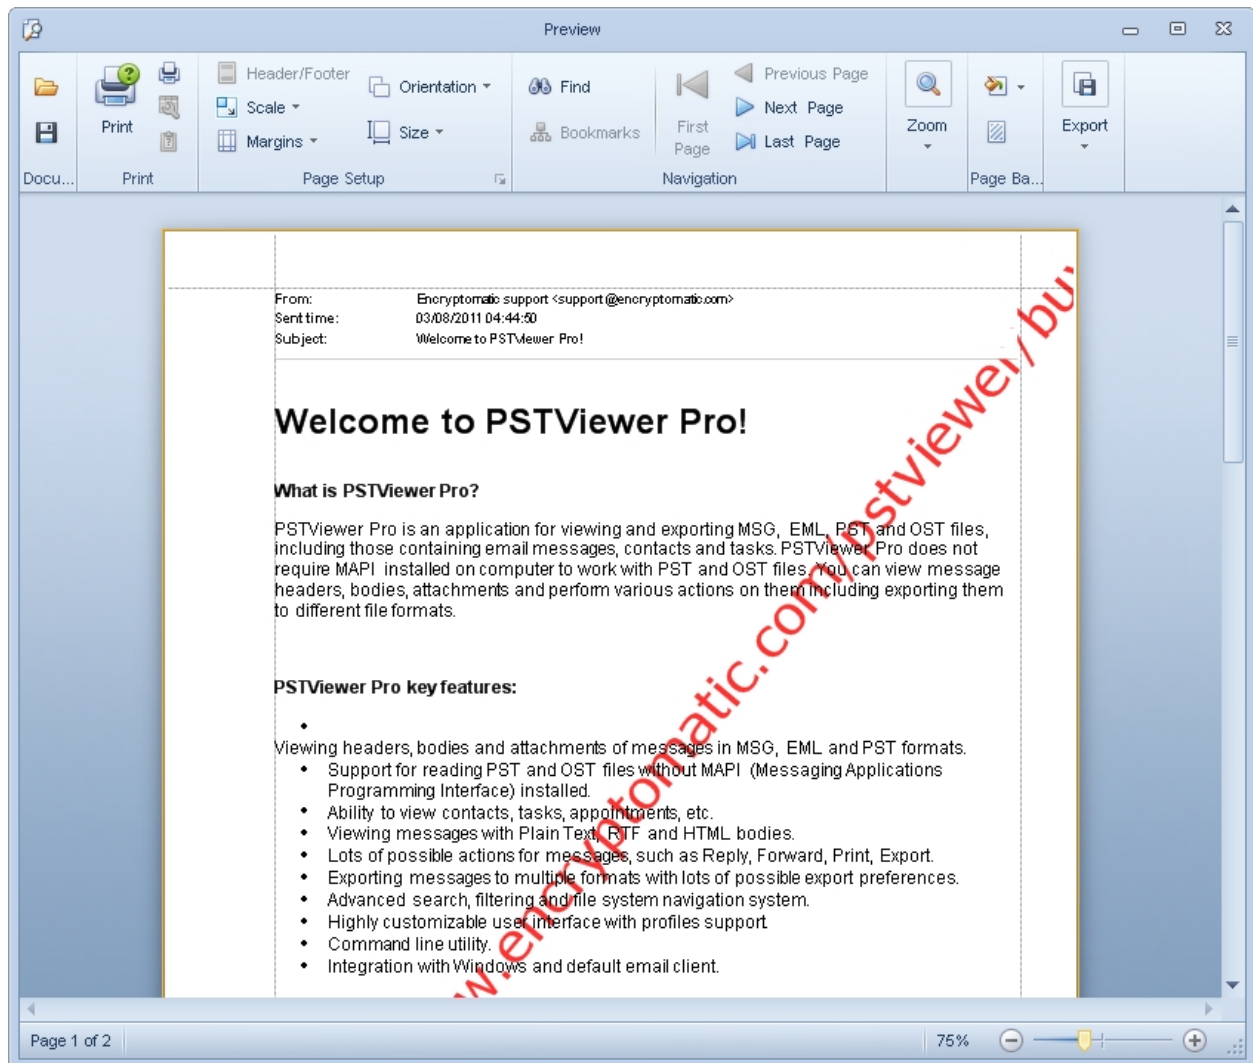 Preview
Header/Footer
Orientation
Find
Previous Page
Scale
Next Page
Print
Size
Bookmarks
First
Page
Zoom
Export
Margins
Last Page
Docu...
Print
Page Setup
Navigation
Page Ba...
From: Encryptomatic support <support@encryptomatic.com>
Sent time: 03/08/2011 04:44:50
Subject: Welcome to PSTViewer Pro!
Welcome to PSTViewer Pro!
What is PSTViewer Pro?
PSTViewer Pro is an application for viewing and exporting MSG, EML, PST and OST files,
including those containing email messages, contacts and tasks. PSTViewer Pro does not
require MAPI installed on computer to work with PST and OST files. You can view message
headers, bodies, attachments and perform various actions on them including exporting them
to different file formats.
PSTViewer Pro key features:
•
Viewing headers, bodies and attachments of messages in MSG, EML and PST formats.
• Support for reading PST and OST files without MAPI (Messaging Applications
Programming Interface) installed.
• Ability to view contacts, tasks, appointments, etc.
• Viewing messages with Plain Text, RTF and HTML bodies.
• Lots of possible actions for messages, such as Reply, Forward, Print, Export.
• Exporting messages to multiple formats with lots of possible export preferences.
• Advanced search, filtering and file system navigation system.
• Highly customizable user interface with profiles support.
• Command line utility.
• Integration with Windows and default email client.
w.encryptomatic.com/pstviewer/buy
Page 1 of 2
75%